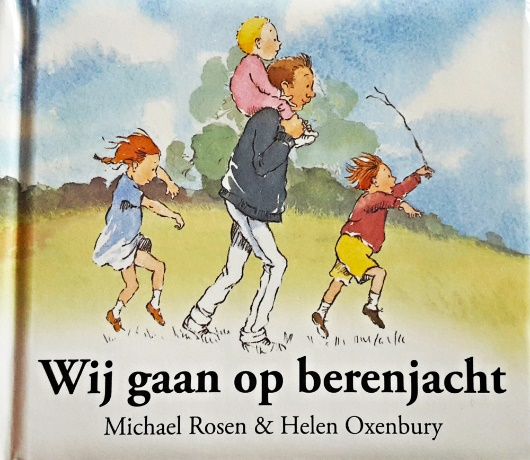 Wij gaan op berenjacht
Michael Rosen & Helen Oxenbury